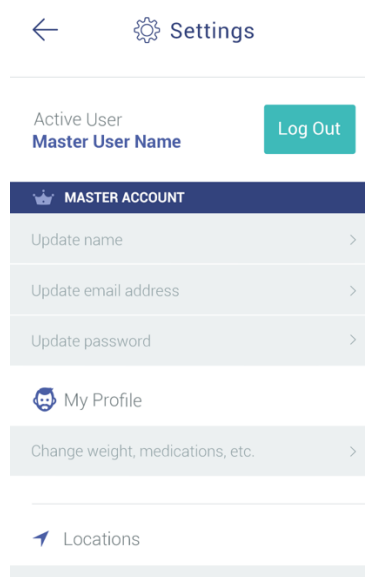 Settings
Active User
Master User Name
Log Out
MASTER ACCOUNT
Update name
Update email address
Update password
My Profile
Change weight, medications, etc.
Locations